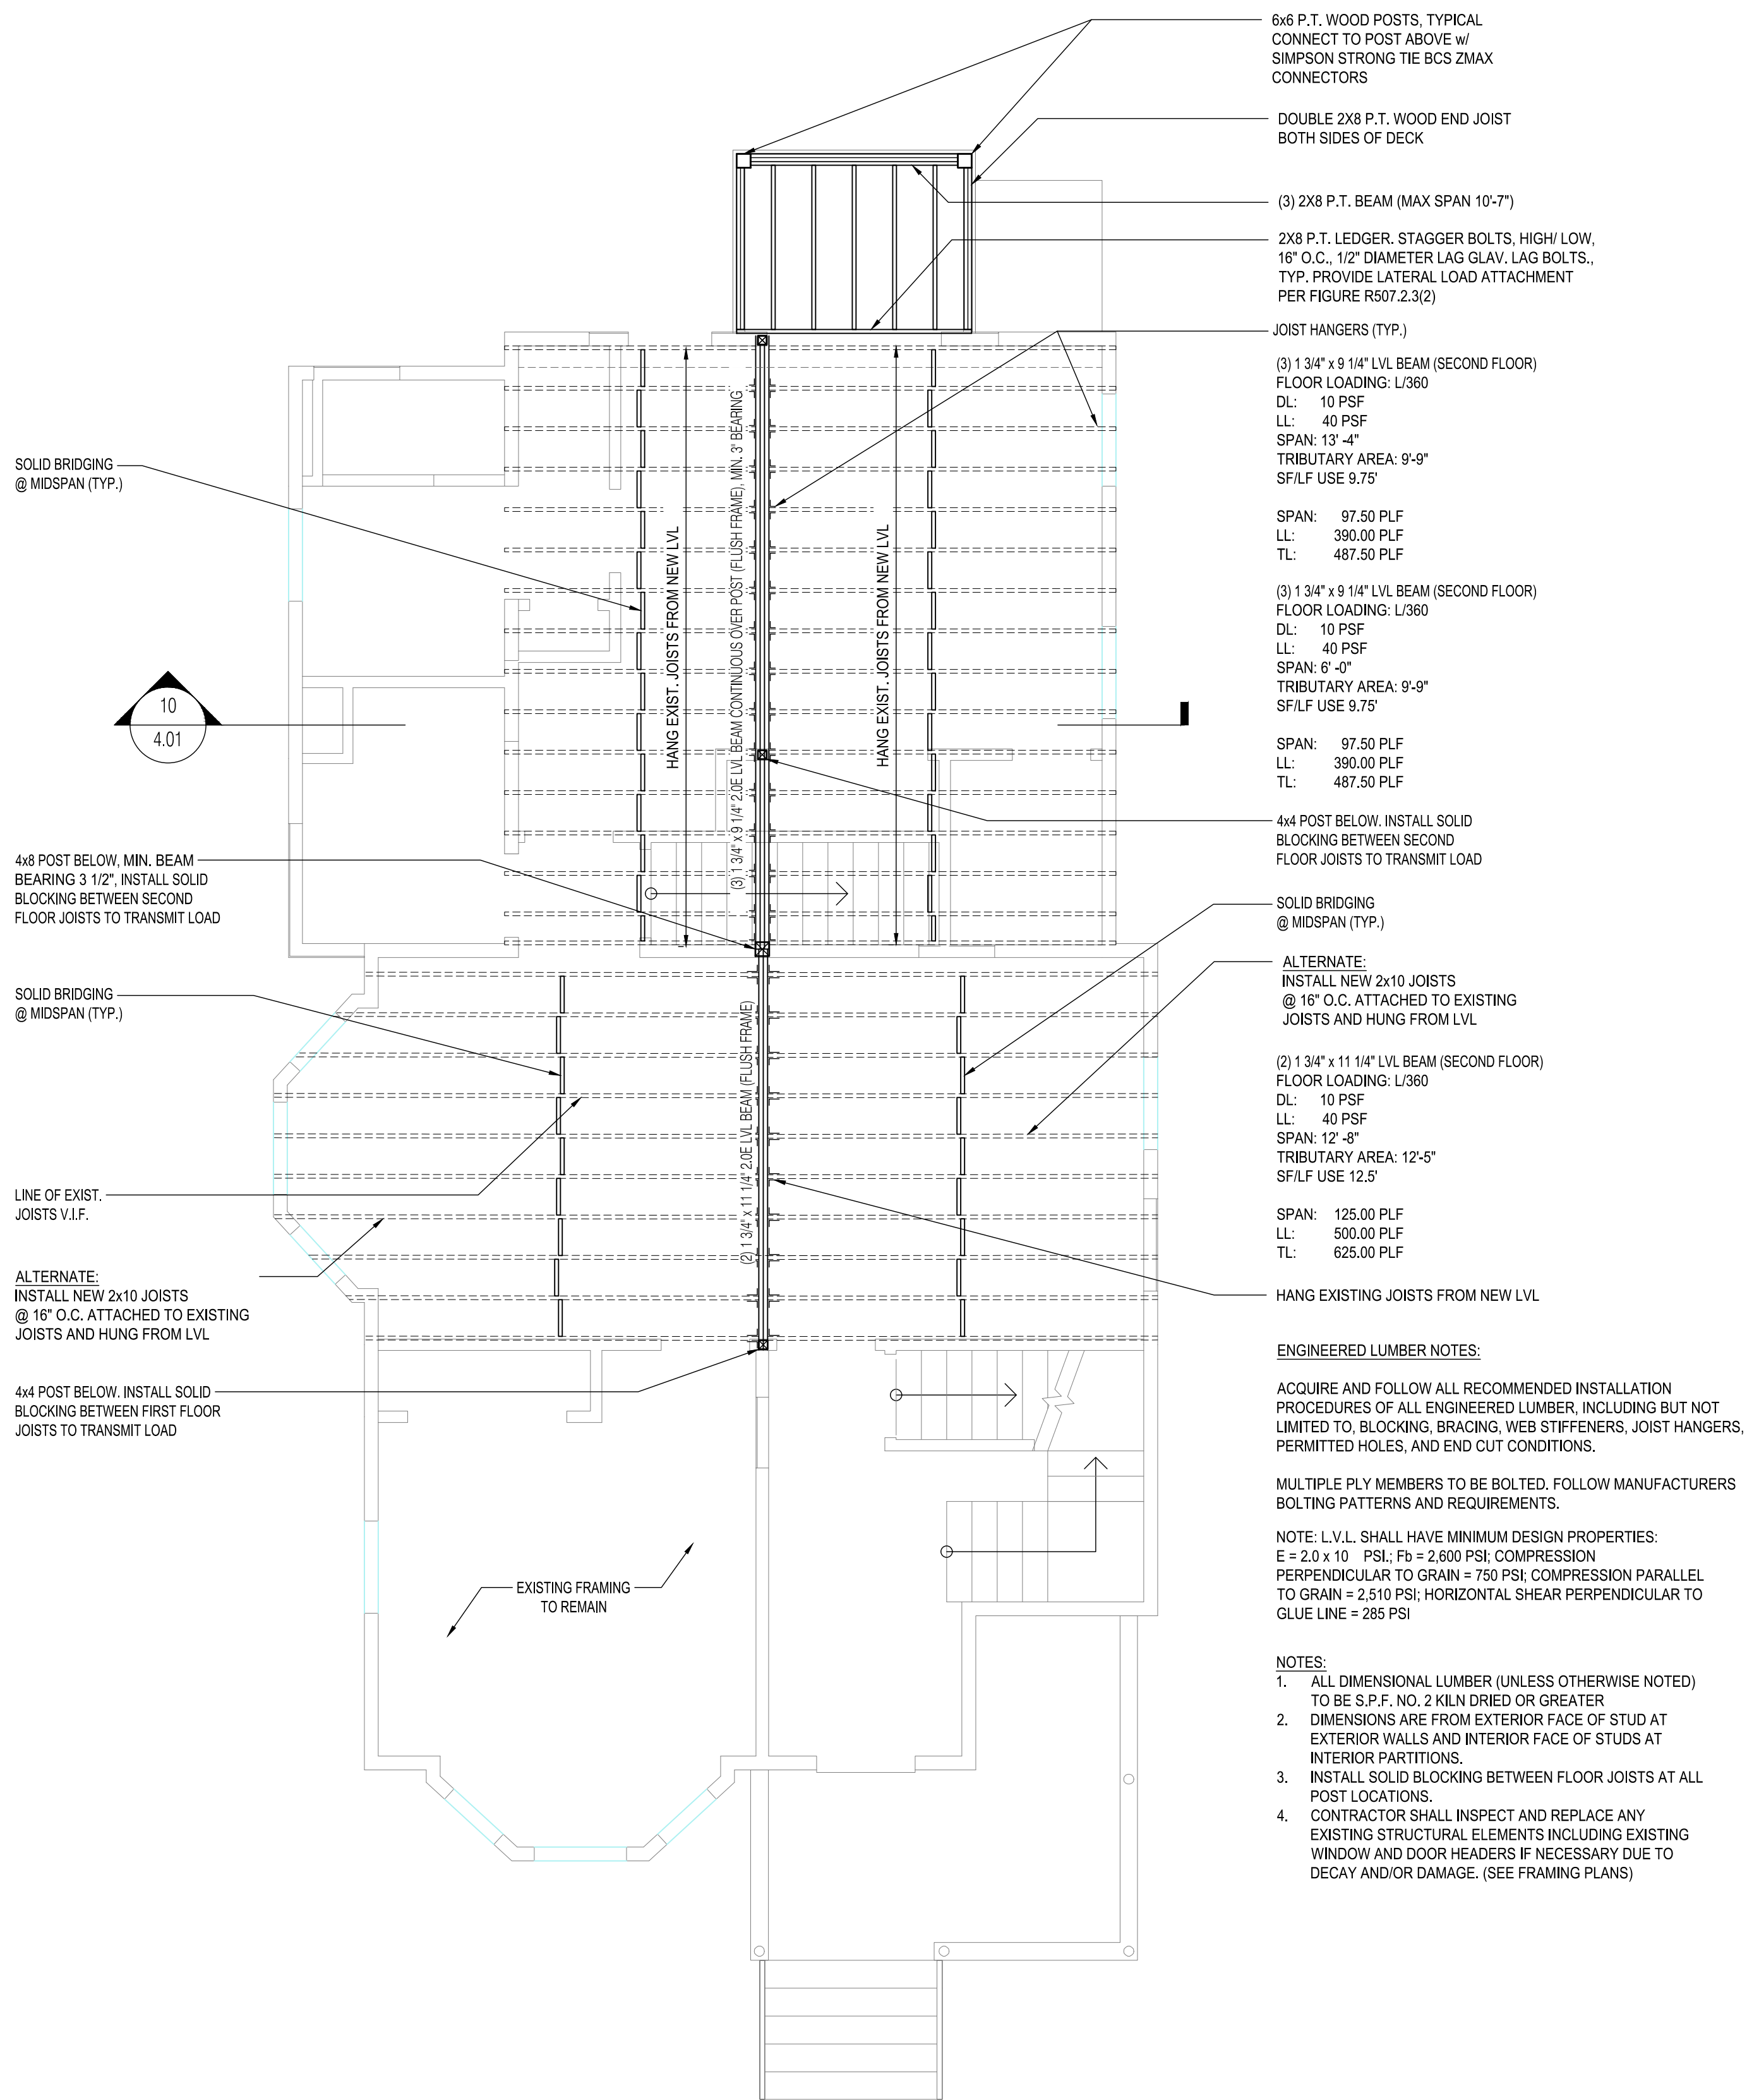 6x6 P.T. WOOD POSTS, TYPICAL
CONNECT TO POST ABOVE w/
SIMPSON STRONG TIE BCS ZMAX
CONNECTORS
DOUBLE 2X8 P.T. WOOD END JOIST
BOTH SIDES OF DECK
(3) 2X8 P.T. BEAM (MAX SPAN 10'-7")
2X8 P.T. LEDGER. STAGGER BOLTS, HIGH/ LOW,
16" O.C., 1/2" DIAMETER LAG GLAV. LAG BOLTS.,
TYP. PROVIDE LATERAL LOAD ATTACHMENT
PER FIGURE R507.2.3(2)
JOIST HANGERS (TYP.)
(3) 1 3/4" x 9 1/4" LVL BEAM (SECOND FLOOR)
FLOOR LOADING: L/360
DL: 10 PSF
LL: 40 PSF
SPAN: 13' -4"
TRIBUTARY AREA: 9'-9"
SF/LF USE 9.75'
SPAN: 97.50 PLF
LL: 390.00 PLF
TL: 487.50 PLF
(3) 1 3/4" x 9 1/4" LVL BEAM (SECOND FLOOR)
FLOOR LOADING: L/360
DL: 10 PSF
LL: 40 PSF
SPAN: 6' -0"
TRIBUTARY AREA: 9'-9"
SF/LF USE 9.75'
SPAN: 97.50 PLF
LL: 390.00 PLF
TL: 487.50 PLF
4x4 POST BELOW. INSTALL SOLID
BLOCKING BETWEEN SECOND
FLOOR JOISTS TO TRANSMIT LOAD
SOLID BRIDGING
@ MIDSPAN (TYP.)
ALTERNATE:
INSTALL NEW 2x10 JOISTS
@ 16" O.C. ATTACHED TO EXISTING
JOISTS AND HUNG FROM LVL
(2) 1 3/4" x 11 1/4" LVL BEAM (SECOND FLOOR)
FLOOR LOADING: L/360
DL: 10 PSF
LL: 40 PSF
SPAN: 12' -8"
TRIBUTARY AREA: 12'-5"
SF/LF USE 12.5'
SPAN: 125.00 PLF
LL: 500.00 PLF
TL: 625.00 PLF
HANG EXISTING JOISTS FROM NEW LVL
ENGINEERED LUMBER NOTES:
ACQUIRE AND FOLLOW ALL RECOMMENDED INSTALLATION
PROCEDURES OF ALL ENGINEERED LUMBER, INCLUDING BUT NOT
LIMITED TO, BLOCKING, BRACING, WEB STIFFENERS, JOIST HANGERS,
PERMITTED HOLES, AND END CUT CONDITIONS.
MULTIPLE PLY MEMBERS TO BE BOLTED. FOLLOW MANUFACTURERS
BOLTING PATTERNS AND REQUIREMENTS.
NOTE: L.V.L. SHALL HAVE MINIMUM DESIGN PROPERTIES:
E = 2.0 x 10 PSI.; Fb = 2,600 PSI; COMPRESSION
PERPENDICULAR TO GRAIN = 750 PSI; COMPRESSION PARALLEL
TO GRAIN = 2,510 PSI; HORIZONTAL SHEAR PERPENDICULAR TO
GLUE LINE = 285 PSI
NOTES:
1. ALL DIMENSIONAL LUMBER (UNLESS OTHERWISE NOTED)
TO BE S.P.F. NO. 2 KILN DRIED OR GREATER
2. DIMENSIONS ARE FROM EXTERIOR FACE OF STUD AT
EXTERIOR WALLS AND INTERIOR FACE OF STUDS AT
INTERIOR PARTITIONS.
3. INSTALL SOLID BLOCKING BETWEEN FLOOR JOISTS AT ALL
POST LOCATIONS.
4. CONTRACTOR SHALL INSPECT AND REPLACE ANY
EXISTING STRUCTURAL ELEMENTS INCLUDING EXISTING
WINDOW AND DOOR HEADERS IF NECESSARY DUE TO
DECAY AND/OR DAMAGE. (SEE FRAMING PLANS)
SOLID BRIDGING
@ MIDSPAN (TYP.)
10
4.01
4x8 POST BELOW, MIN. BEAM
BEARING 3 1/2", INSTALL SOLID
BLOCKING BETWEEN SECOND
FLOOR JOISTS TO TRANSMIT LOAD
SOLID BRIDGING
@ MIDSPAN (TYP.)
LINE OF EXIST.
JOISTS V.I.F.
ALTERNATE:
INSTALL NEW 2x10 JOISTS
@ 16" O.C. ATTACHED TO EXISTING
JOISTS AND HUNG FROM LVL
4x4 POST BELOW. INSTALL SOLID
BLOCKING BETWEEN FIRST FLOOR
JOISTS TO TRANSMIT LOAD
HANG EXIST. JOISTS FROM NEW LVL
(3) 1 3/4" x 9 1/4" 2.0E LVL BEAM CONTINUOUS OVER POST (FLUSH FRAME), MIN. 3" BEARING
HANG EXIST. JOISTS FROM NEW LVL
(2) 1 3/4" x 11 1/4" 2.0E LVL BEAM (FLUSH FRAME)
EXISTING FRAMING
TO REMAIN